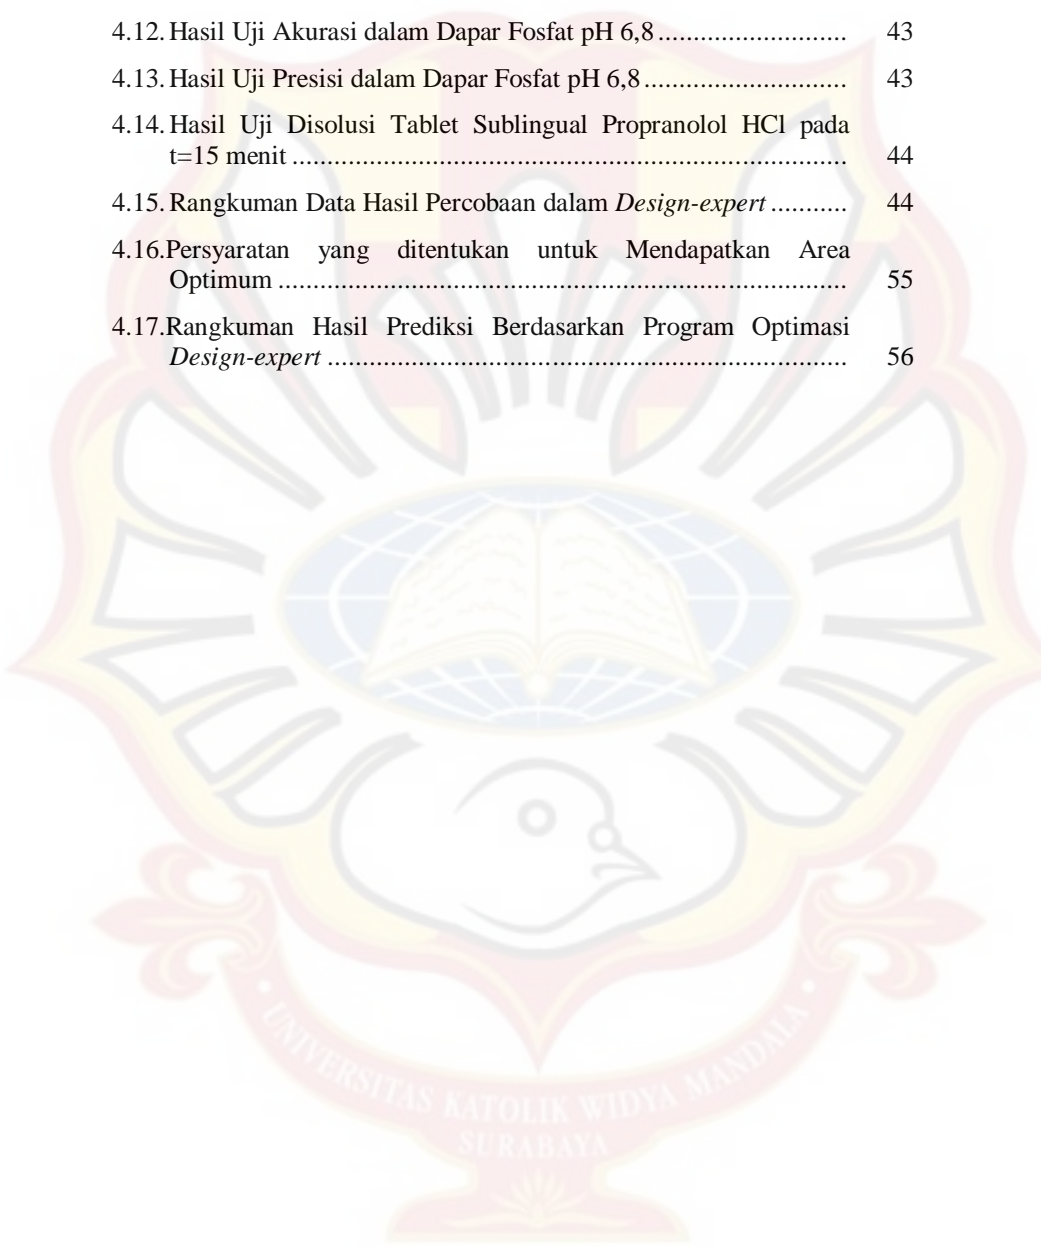 4.12. Hasil Uji Akurasi dalam Dapar Fosfat pH 6,8........................... 43
4.13. Hasil Uji Presisi dalam Dapar Fosfat pH 6,8............................. 43
4.14. Hasil Uji Disolusi Tablet Sublingual Propranolol HCl pada
t=15 menit ................................................................................ 44
4.15. Rangkuman Data Hasil Percobaan dalam Design-expert ........... 44
4.16.Persyaratan yang ditentukan untuk Mendapatkan Area
Optimum .................................................................................. 55
4.17.Rangkuman Hasil Prediksi Berdasarkan Program Optimasi
Design-expert ........................................................................... 56
UNIVERSITAS KATOLIK WIDYA MANDALA
SURABAYA